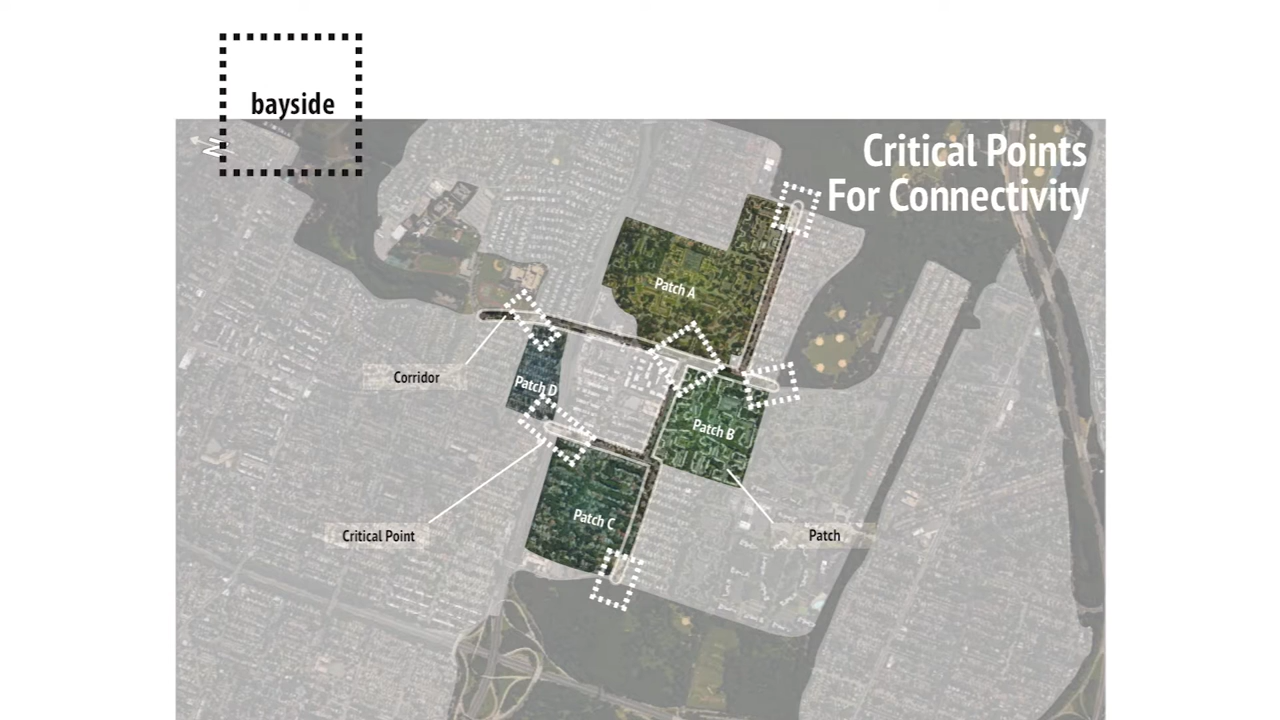 bayside
N
Critical Points
For Connectivity
Patch A
Corridor
Patch D
Patch B
Patch C
Critical Point
Patch